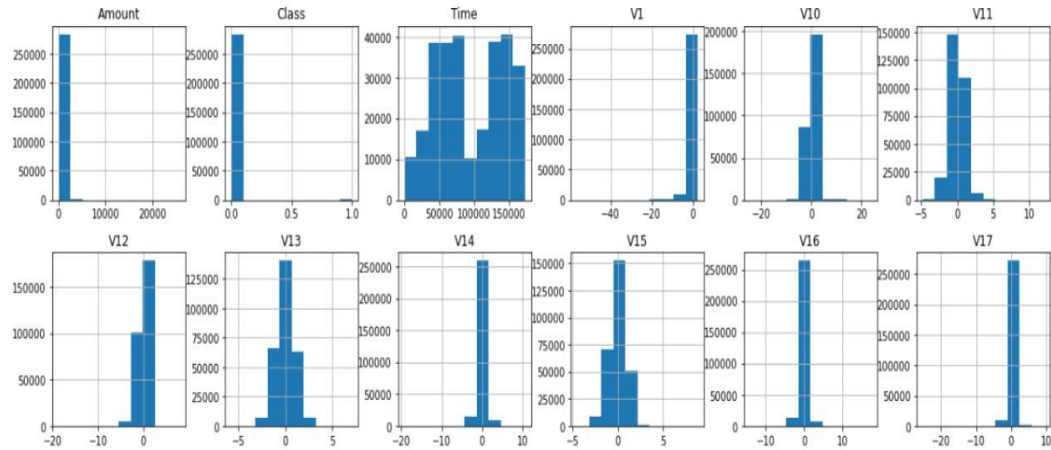 Amount Class Time V1 V10 V11
250000 250000 40000 250000 200000 150000
200000 200000 30000 200000 150000 125000
150000 150000 20000 150000 100000 100000
100000 100000 10000 100000 50000 75000
50000 50000 0 50000 0 50000
0 0 0 25000
0
0 10000 20000 0.0 0.5 1.0 0 50000 100000 150000 −40 −20 0 −20 0 20 −5 0 5 10
V12 V13 V14 V15 V16 V17
150000 125000 250000 150000 250000 250000
100000 100000 200000 125000 200000 200000
50000 75000 150000 100000 150000 150000
0 50000 100000 75000 100000 100000
25000 50000 50000 50000 50000
0 0 25000 0 0
0
−20 −10 0 −5 0 5 −20 −10 0 10 −5 0 5 −10 0 10 −20 −10 0 10